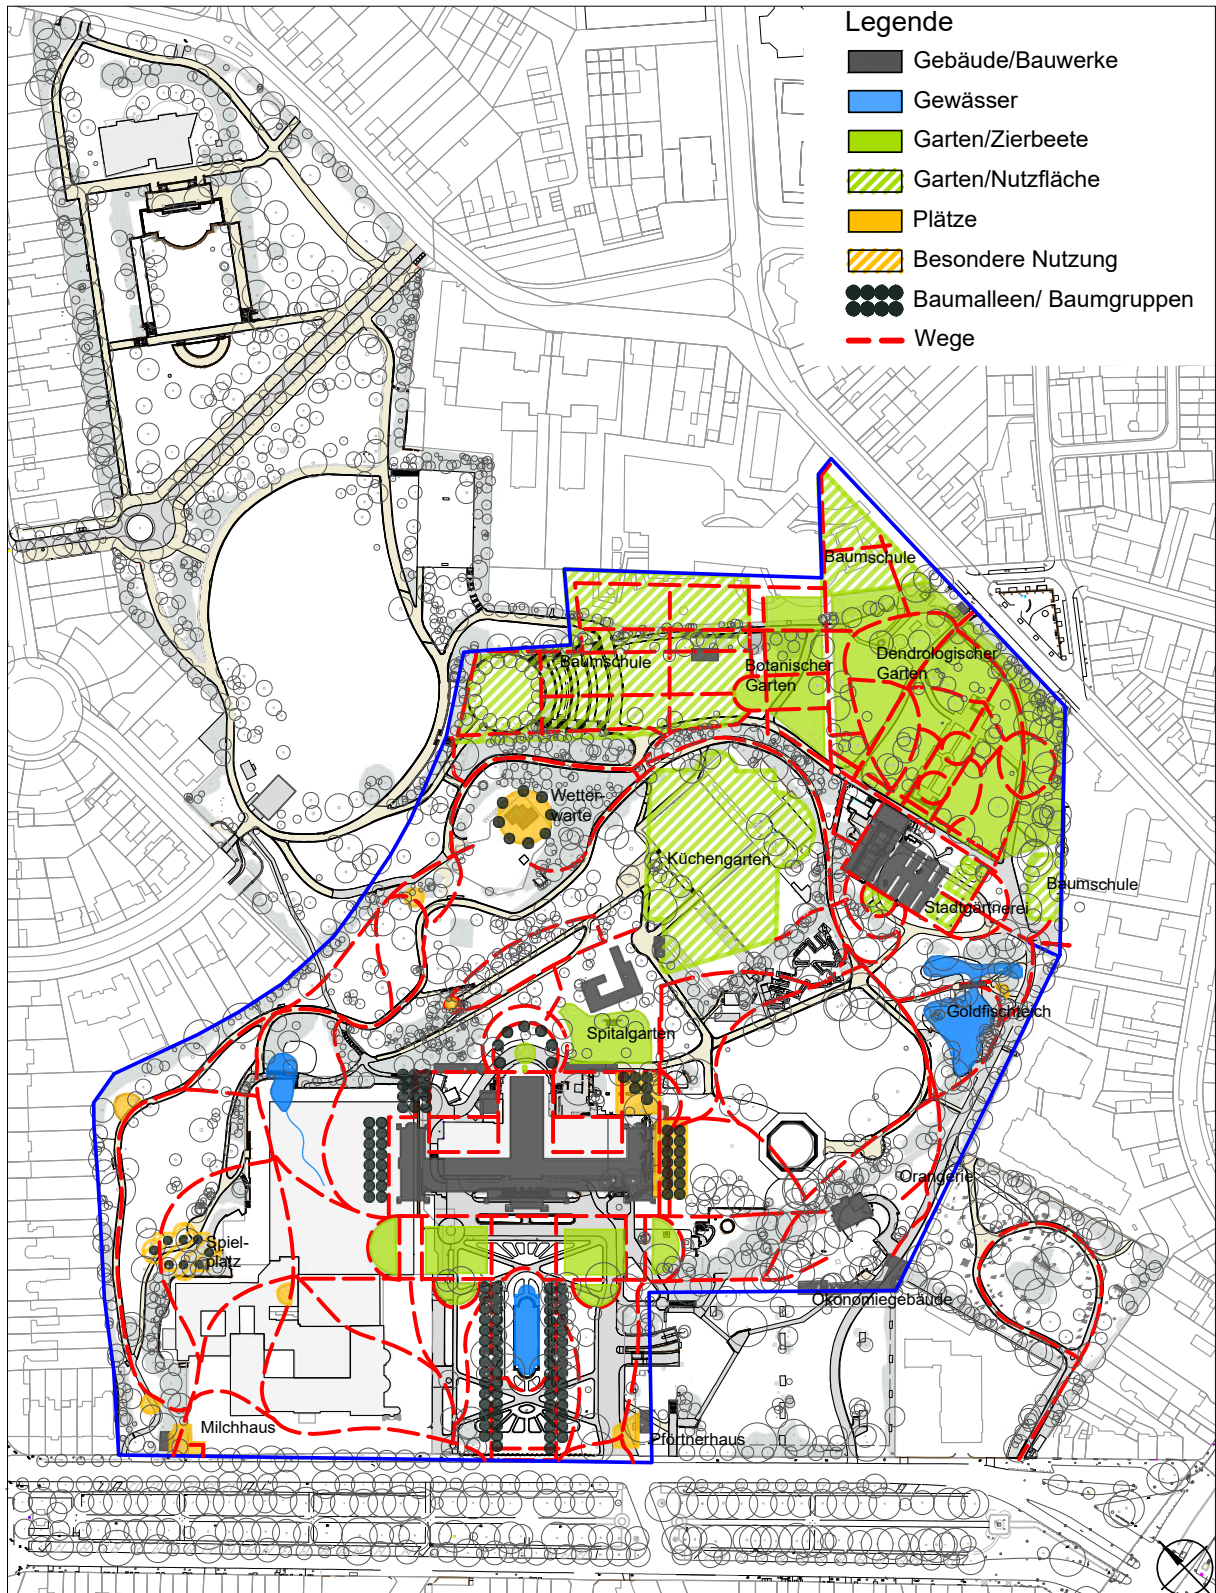 Legende
Gebäude/Bauwerke
Gewässer
Garten/Zierbeete
Garten/Nutzfläche
Plätze
Besondere Nutzung
Baumalleen/ Baumgruppen
Wege
Baumschule
Baumschule
Botanischer
Garten
Dendrologischer
Garten
Wetter-
warte
Küchengarten
Baumschule
Stadtgärtnerei
Goldfischteich
Spitalgarten
Orangerie
Spiel-
platz
Ökonomiegebäude
Milchhaus
Pförtnerhaus